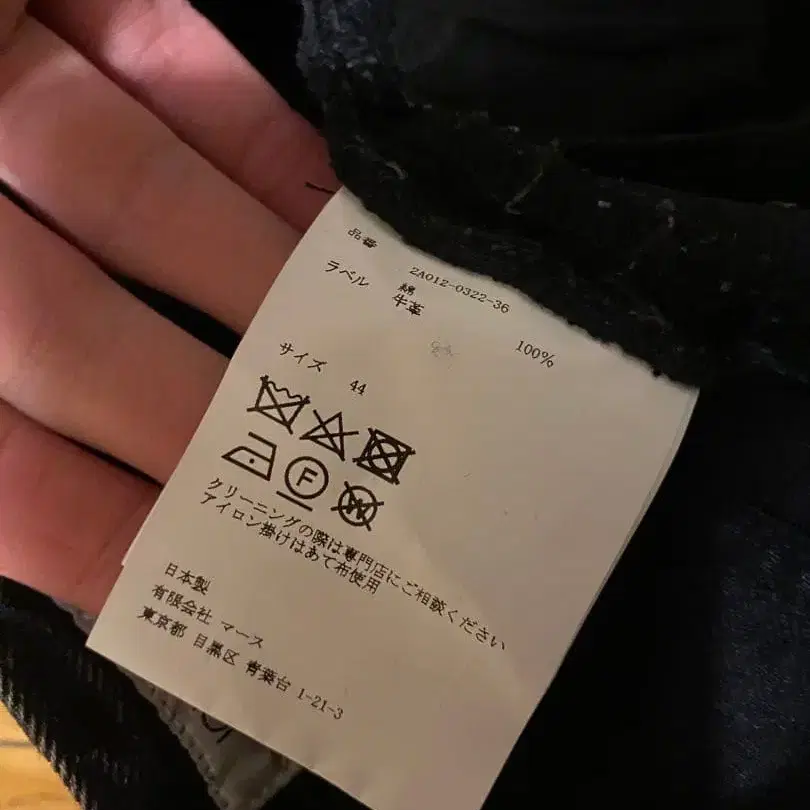 品番 2A012-0322-36
綿 100%
ラベル 牛革
サイズ 44
F
W
クリーニングの際は専門店にご相談ください
アイロン掛けはあて布使用
日本製
有限会社 マース
東京都 目黒区 青葉台 1-21-3